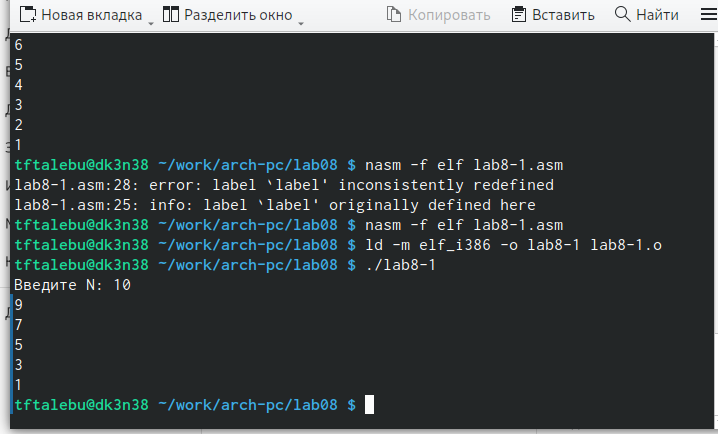 Новая вкладка Разделить окно Копировать Вставить Найти
6
5
4
3
2
1
tftalebu@dk3n38 ~/work/arch-pc/lab08 $ nasm -f elf lab8-1.asm
lab8-1.asm:28: error: label `label' inconsistently redefined
lab8-1.asm:25: info: label `label' originally defined here
tftalebu@dk3n38 ~/work/arch-pc/lab08 $ nasm -f elf lab8-1.asm
tftalebu@dk3n38 ~/work/arch-pc/lab08 $ ld -m elf_i386 -o lab8-1 lab8-1.o
tftalebu@dk3n38 ~/work/arch-pc/lab08 $ ./lab8-1
Введите N: 10
9
7
5
3
1
tftalebu@dk3n38 ~/work/arch-pc/lab08 $